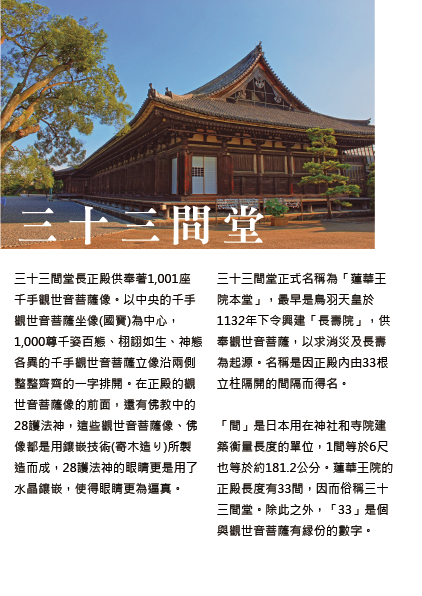 三十三間堂
三十三間堂長正殿供奉著1,001座
千手觀世音菩薩像。以中央的千手
觀世音菩薩坐像(國寶)為中心，
1,000尊千姿百態、栩翃如生、神態
各異的千手觀世音菩薩立像沿兩側
整整齊齊的一字排開。在正殿的觀
世音菩薩像的前面，還有佛教中的
28護法神，這些觀世音菩薩像、佛
像都是用鑲嵌技術(寄木造り)所製
造而成，28護法神的眼睛更是用了
水晶鑲嵌，使得眼睛更為逼真。
三十三間堂正式名稱為「蓮華王
院本堂」，最早是鳥羽天皇於
1132年下令興建「長壽院」，供
奉觀世音菩薩，以求消災及長壽
為起源。名稱是因正殿內由33根
立柱隔開的間隔而得名。
「間」是日本用在神社和寺院建
築衡量長度的單位，1間等於6尺
也等於約181.2公分。蓮華王院的
正殿長度有33間，因而俗稱三十
三間堂。除此之外，「33」是個
與觀世音菩薩有緣份的數字。